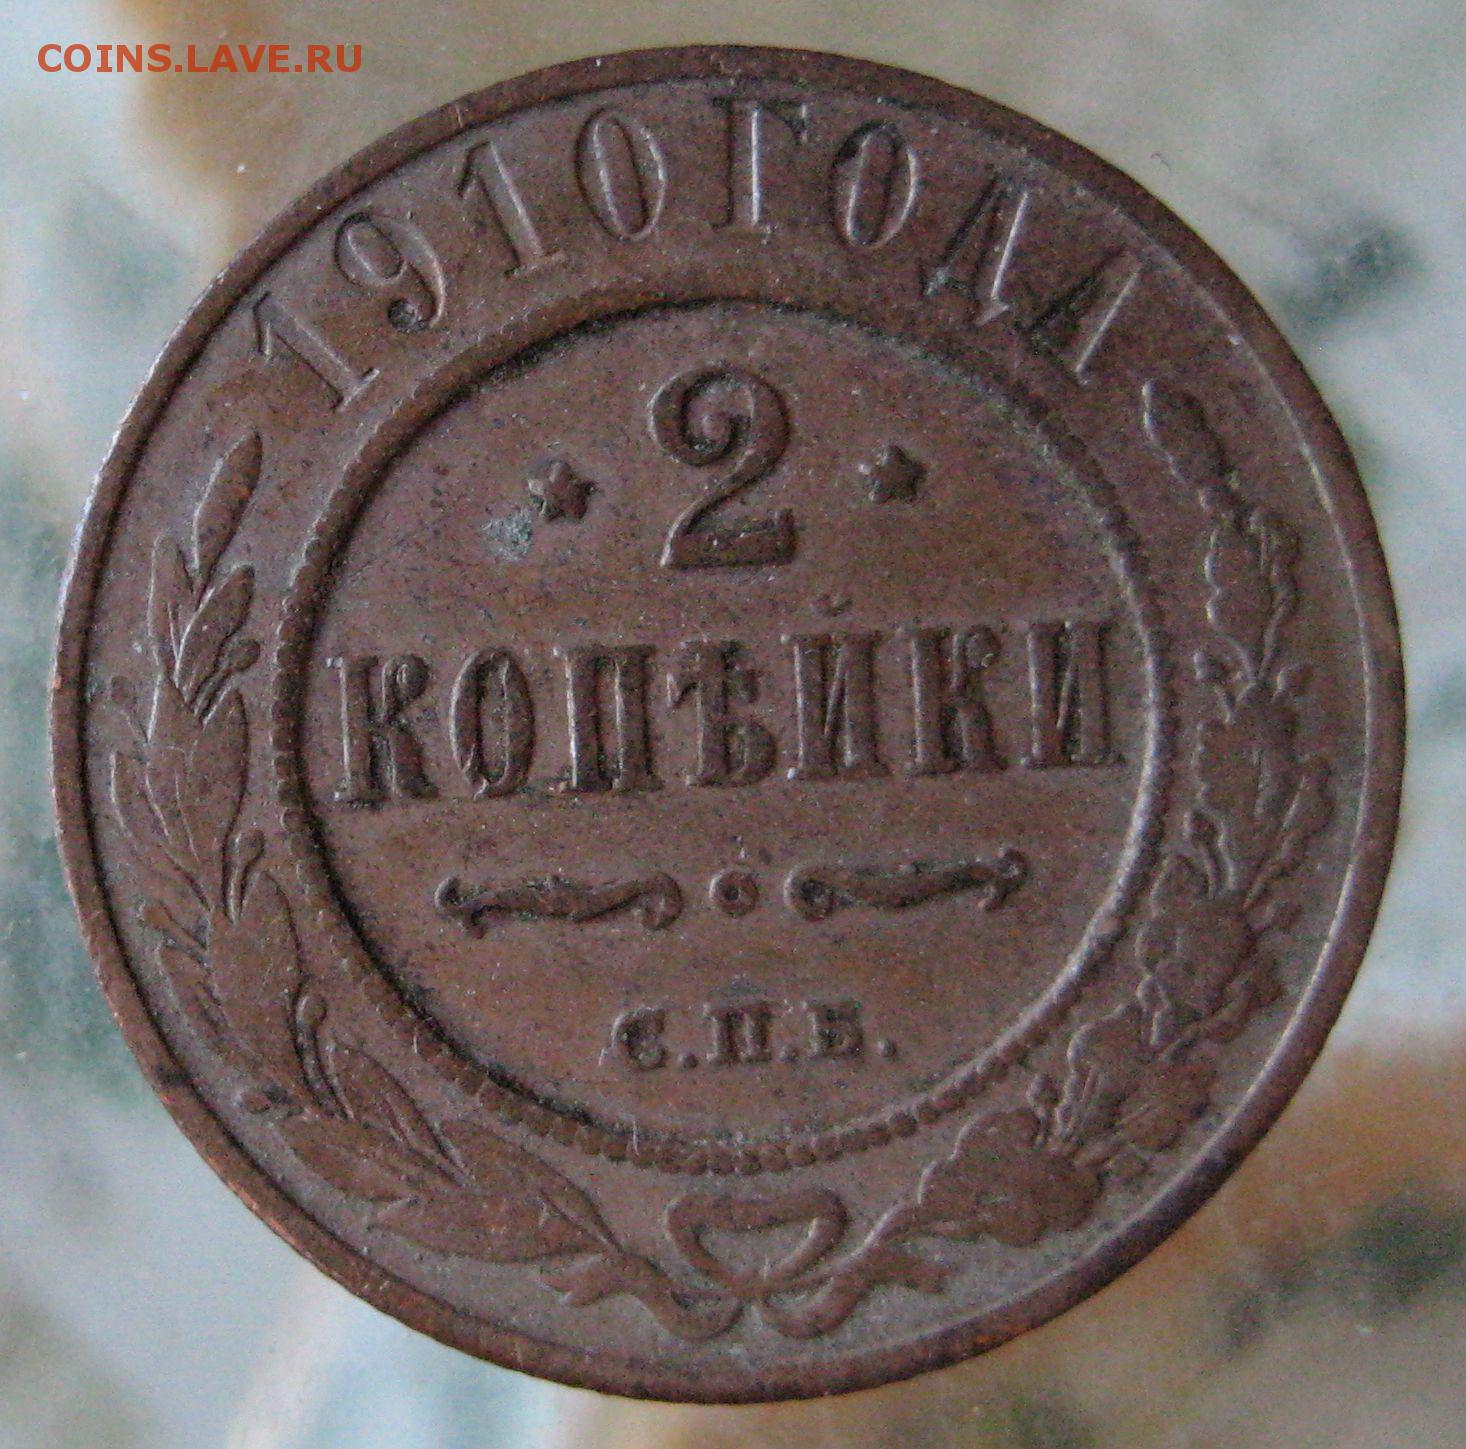 COINS.LAVE.RU
1910 ГОДА
* 2 *
КОПѢЙКИ
С.П.Б.